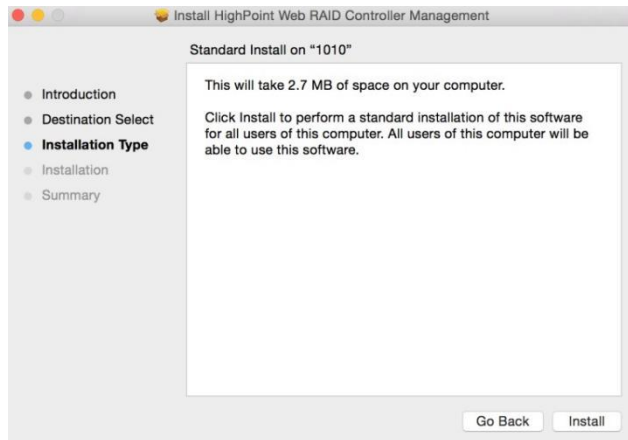 Install HighPoint Web RAID Controller Management
Standard Install on “1010”
Introduction
Destination Select
Installation Type
Installation
Summary
This will take 2.7 MB of space on your computer.
Click Install to perform a standard installation of this software
for all users of this computer. All users of this computer will be
able to use this software.
Go Back
Install